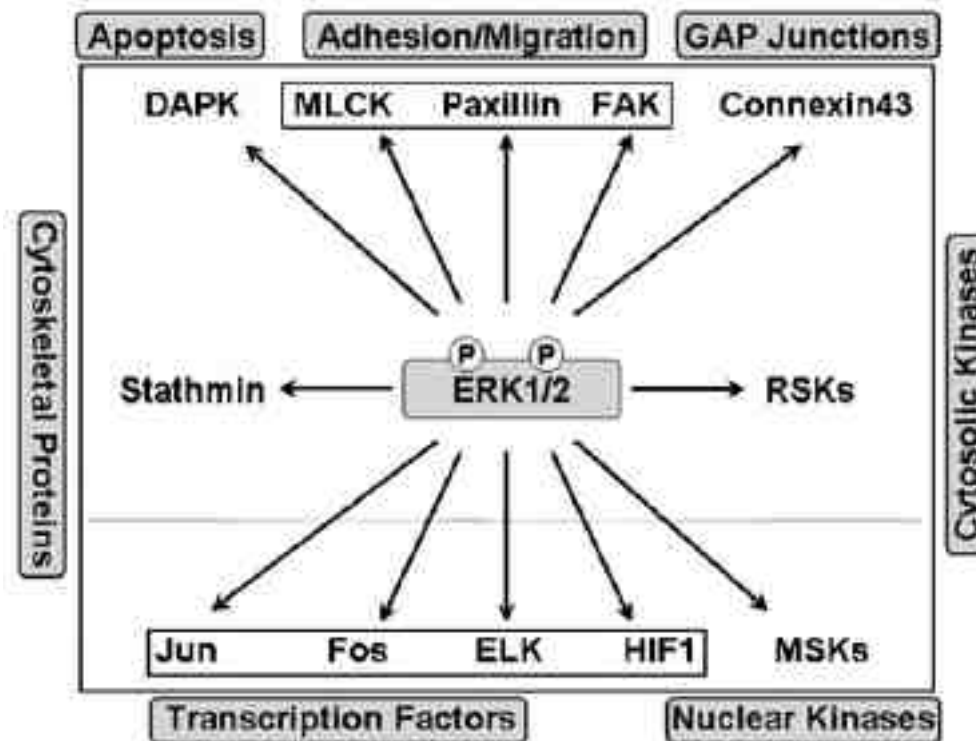 Apoptosis
Adhesion/Migration
GAP Junctions
DAPK
MLCK Paxillin FAK
Connexin43
Cytoskeletal Proteins
Cytosolic Kinases
P P
Stathmin
ERK1/2
RSKs
Jun Fos ELK HIF1
MSKs
Transcription Factors
Nuclear Kinases